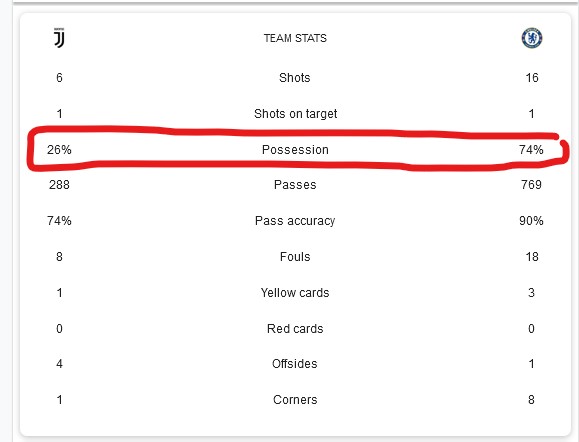 TEAM STATS
6 Shots 16
1 Shots on target 1
26% Possession 74%
288 Passes 769
74% Pass accuracy 90%
8 Fouls 18
1 Yellow cards 3
0 Red cards 0
4 Offsides 1
1 Corners 8